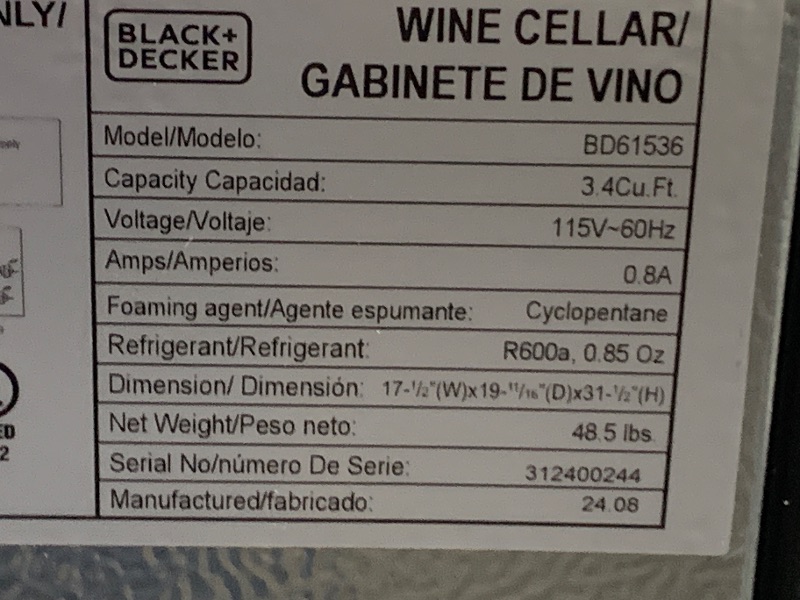 NLY/
BLACK+
DECKER
WINE CELLAR/
GABINETE DE VINO
Model/Modelo: BD61536
Capacity Capacidad: 3.4Cu.Ft.
Voltage/Voltaje: 115V~60Hz
Amps/Amperios: 0.8A
Foaming agent/Agente espumante: Cyclopentane
Refrigerant/Refrigerant: R600a, 0.85 Oz
Dimension/ Dimensión: 17-1/2"(W)x19-11/16"(D)x31-1/2"(H)
Net Weight/Peso neto: 48.5 lbs.
Serial No/número De Serie: 312400244
Manufactured/fabricado: 24.08
ED
2